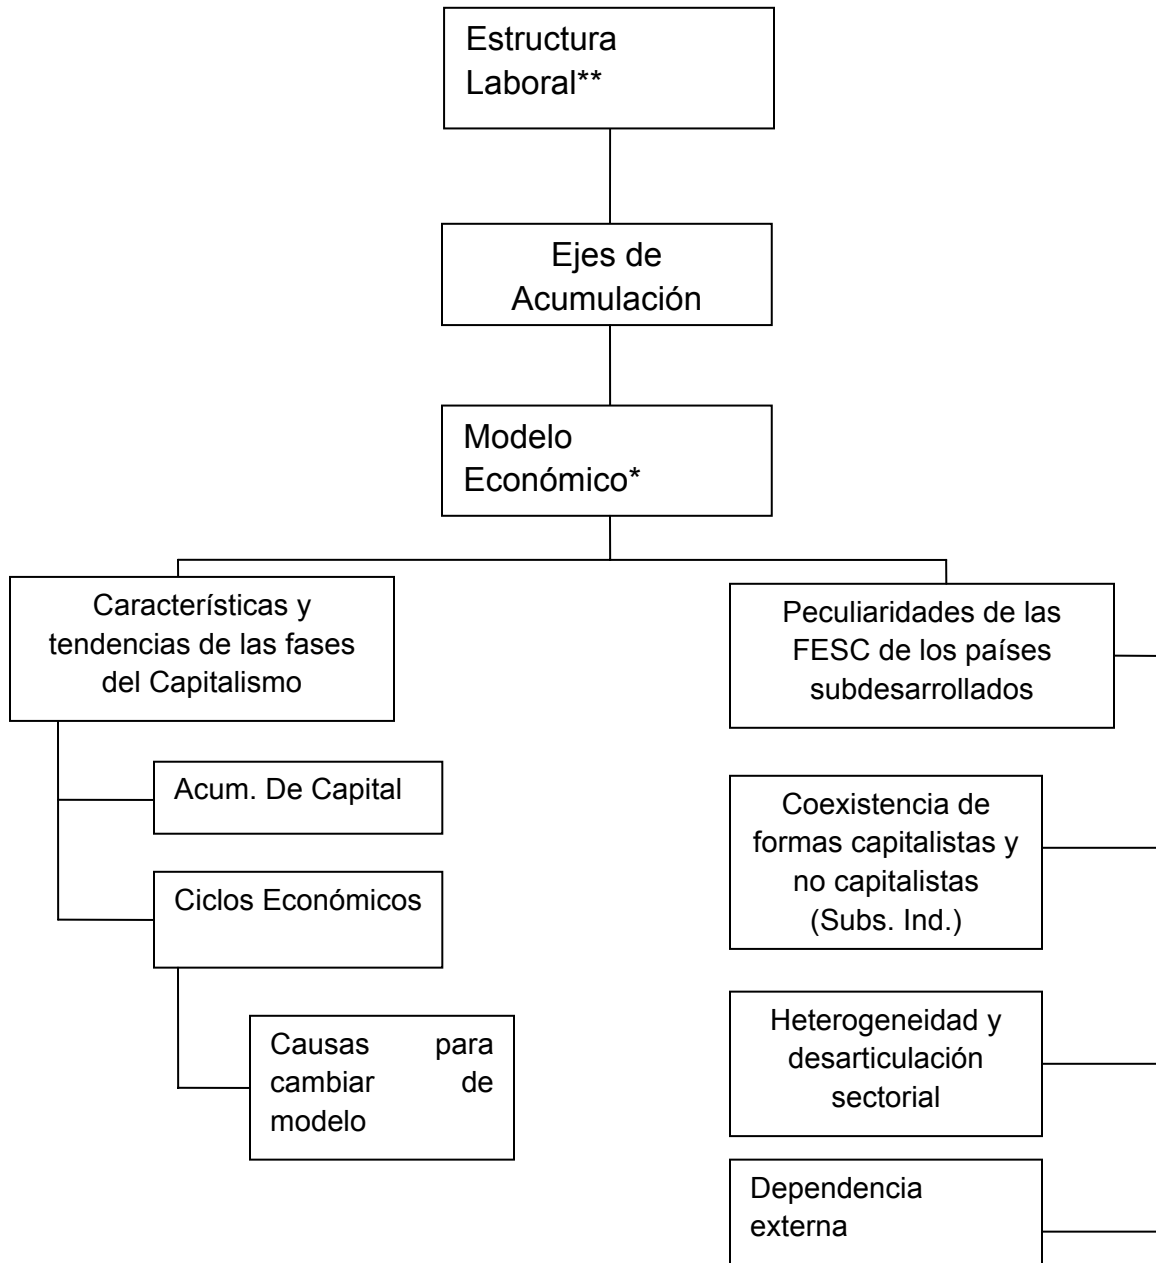 Estructura
Laboral**
Ejes de
Acumulación
Modelo
Económico*
Características y
tendencias de las fases
del Capitalismo
Acum. De Capital
Ciclos Económicos
Causas para
cambiar de
modelo
Peculiaridades de las
FESC de los países
subdesarrollados
Coexistencia de
formas capitalistas y
no capitalistas
(Subs. Ind.)
Heterogeneidad y
desarticulación
sectorial
Dependencia
externa